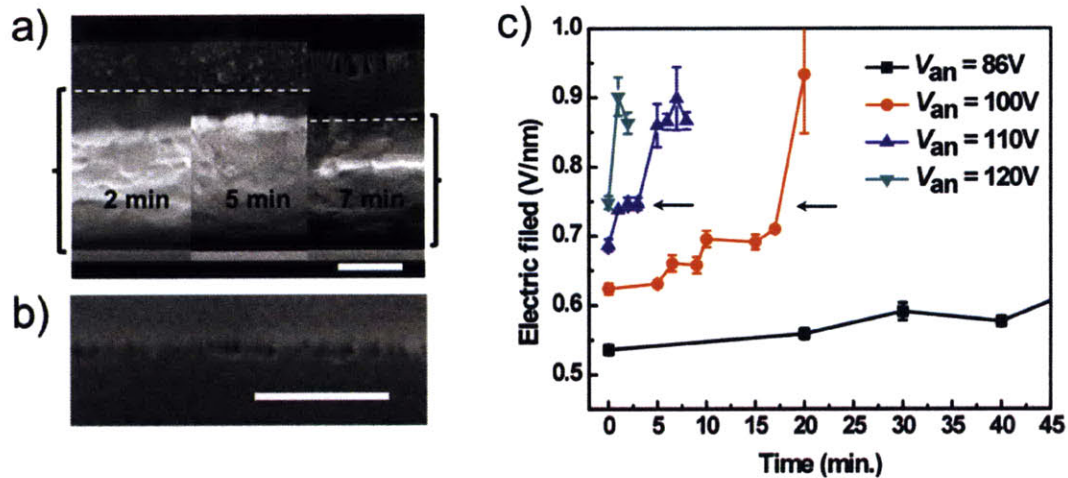 a)
2 min 5 min 7 min
b)
c)
Electric filed (V/nm)
1.0
0.9
0.8
0.7
0.6
0.5
0 5 10 15 20 25 30 35 40 45
Time (min.)
Van = 86V
Van = 100V
Van = 110V
Van = 120V